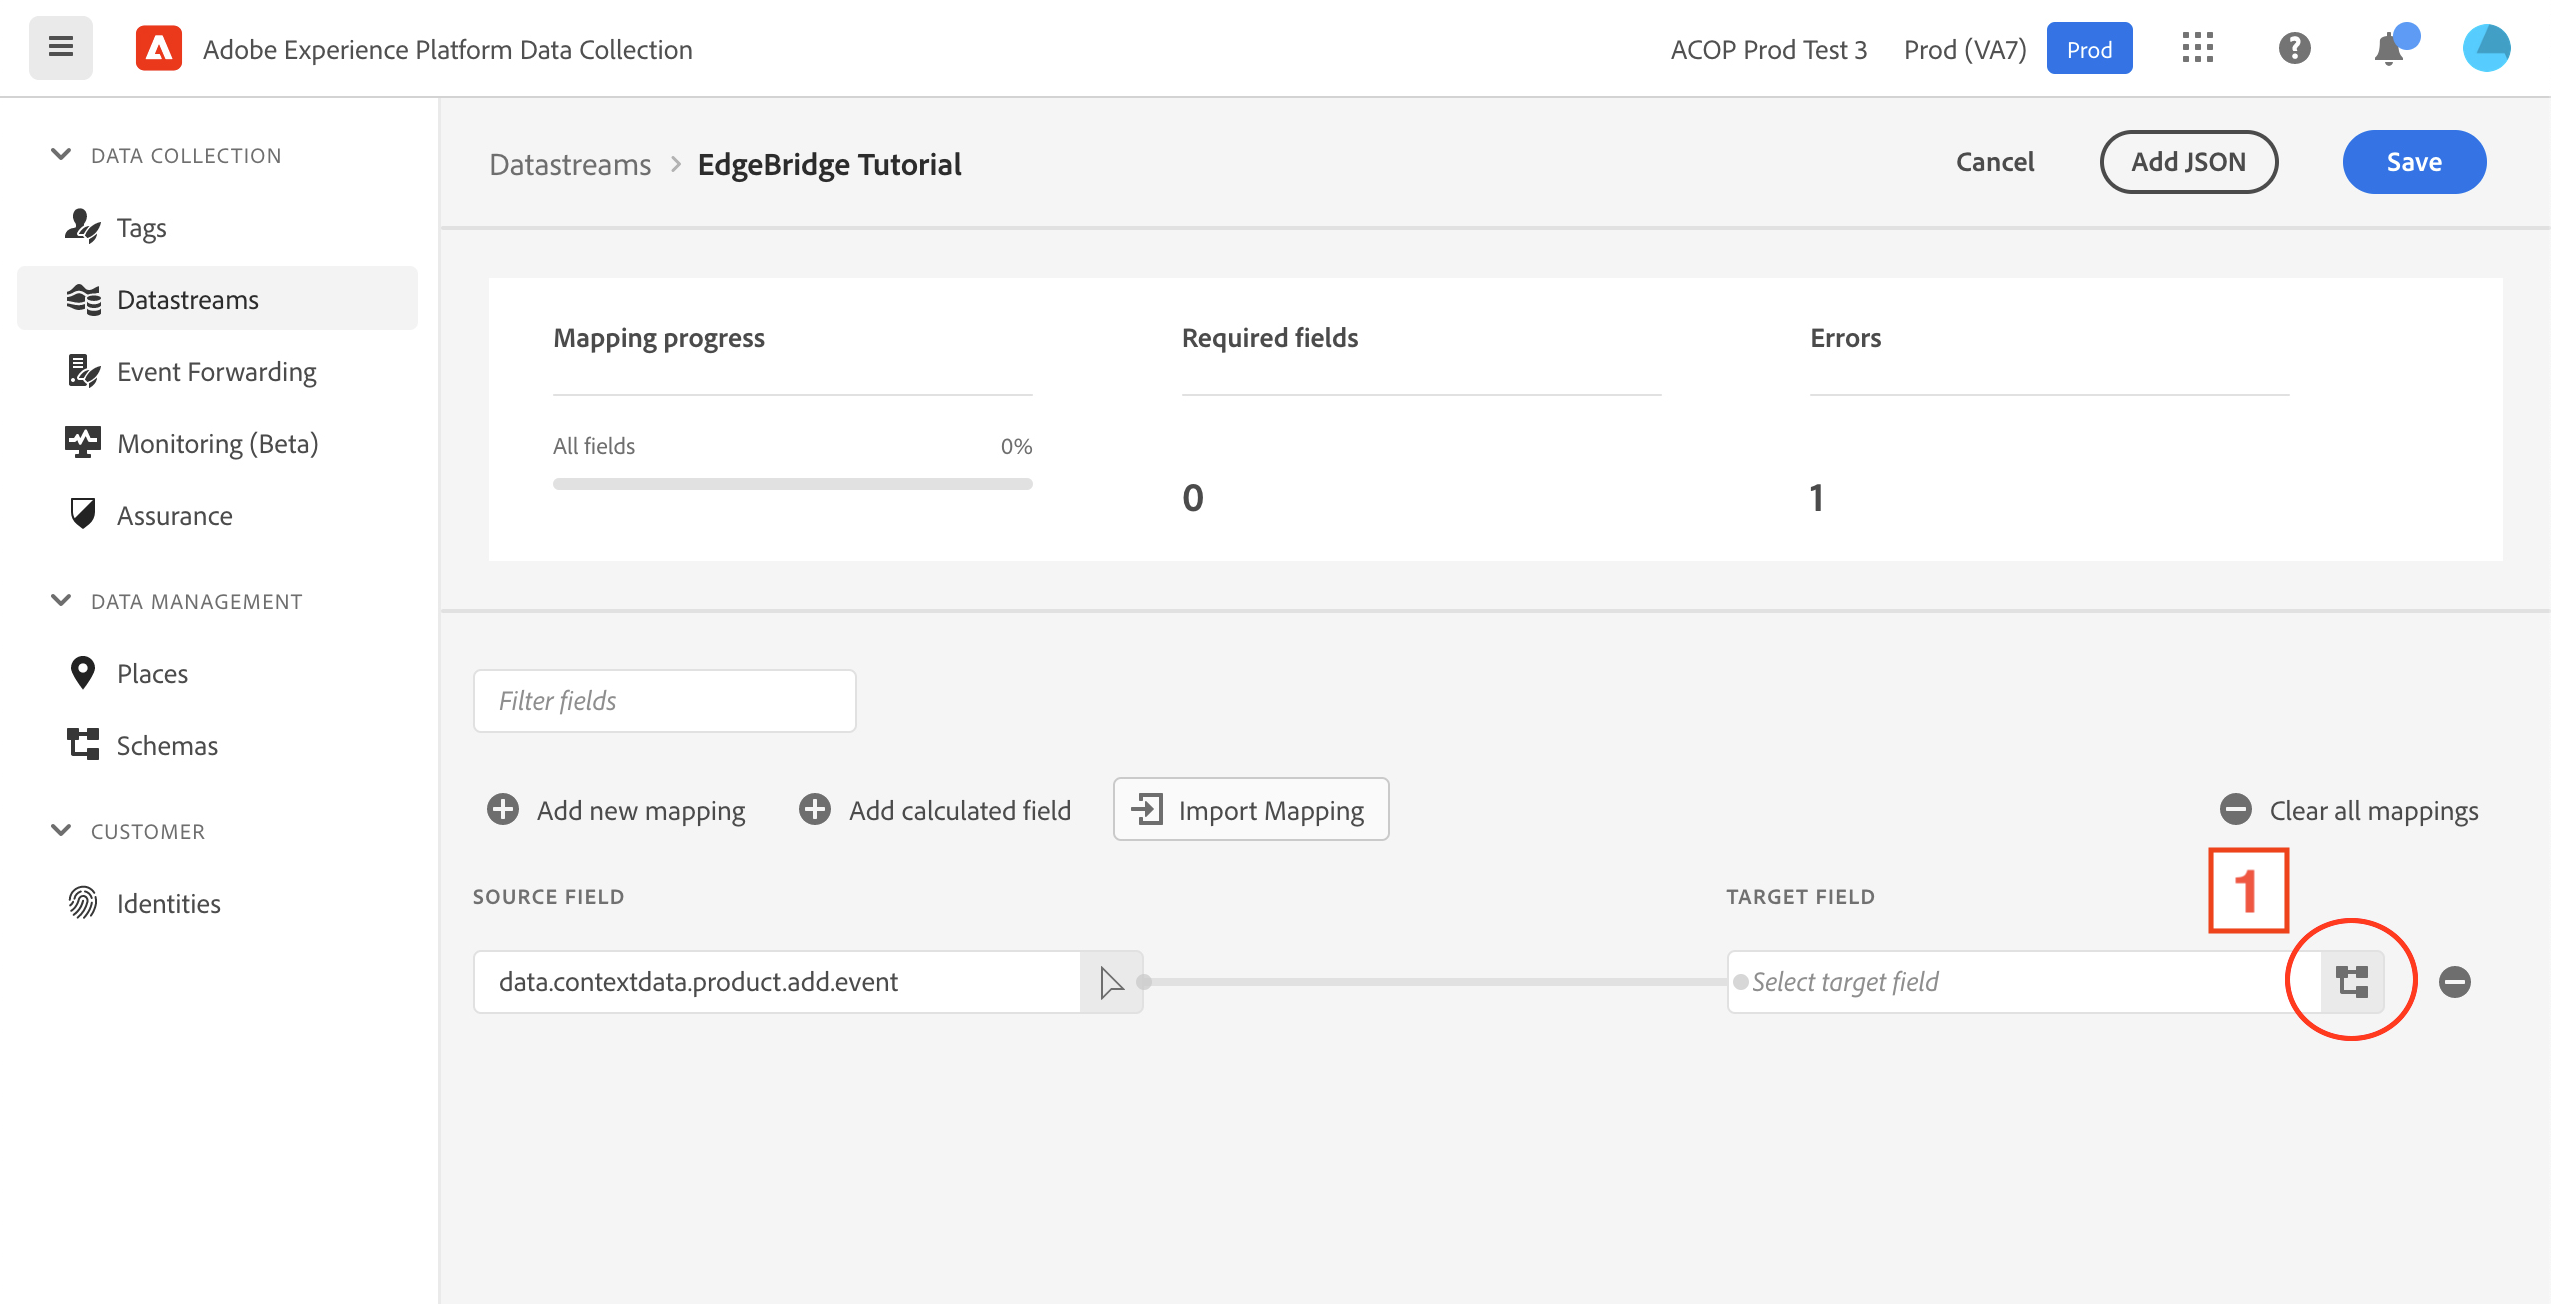 Adobe Experience Platform Data Collection
ACOP Prod Test 3 Prod (VA7) Prod
DATA COLLECTION
Tags
Datastreams
Event Forwarding
Monitoring (Beta)
Assurance
DATA MANAGEMENT
Places
Schemas
CUSTOMER
Identities
Datastreams > EdgeBridge Tutorial
Cancel Add JSON Save
Mapping progress Required fields Errors
All fields 0%
0 1
Filter fields
Add new mapping Add calculated field Import Mapping Clear all mappings
1
SOURCE FIELD TARGET FIELD
data.contextdata.product.add.event Select target field